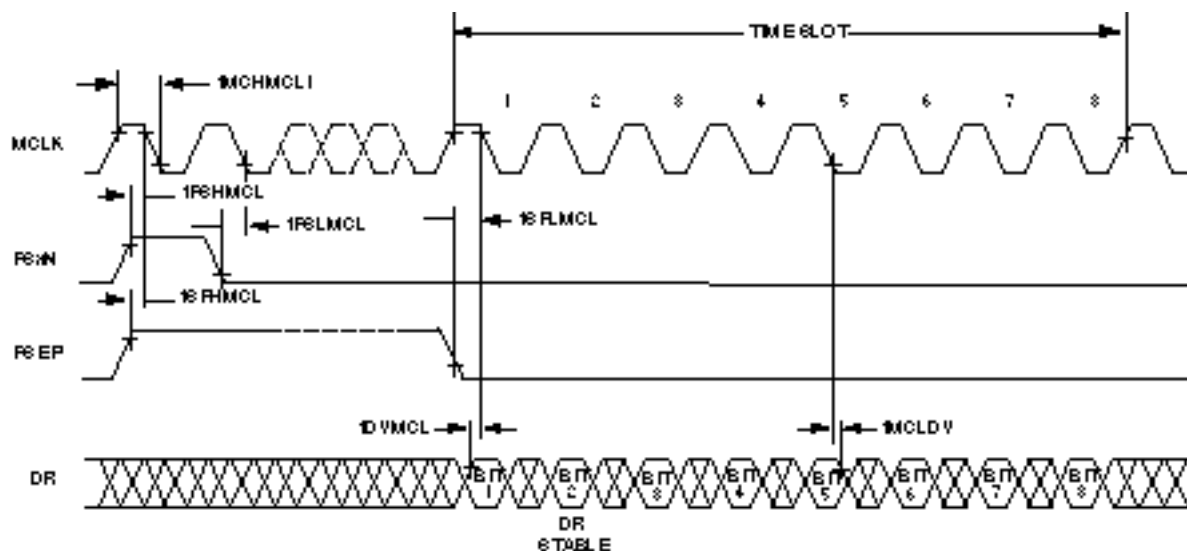 TIME SLOT
tMCHMCL1
1 2 3 4 5 6 7 8
MCLK
tFSHMCL
tFSLMCL
tSFLMCL
FSxN
tSFHMCL
FSEP
tDVMCL
tMCLDV
DR
BIT BIT BIT BIT BIT BIT BIT BIT
1 2 3 4 5 6 7 8
DR
STABLE